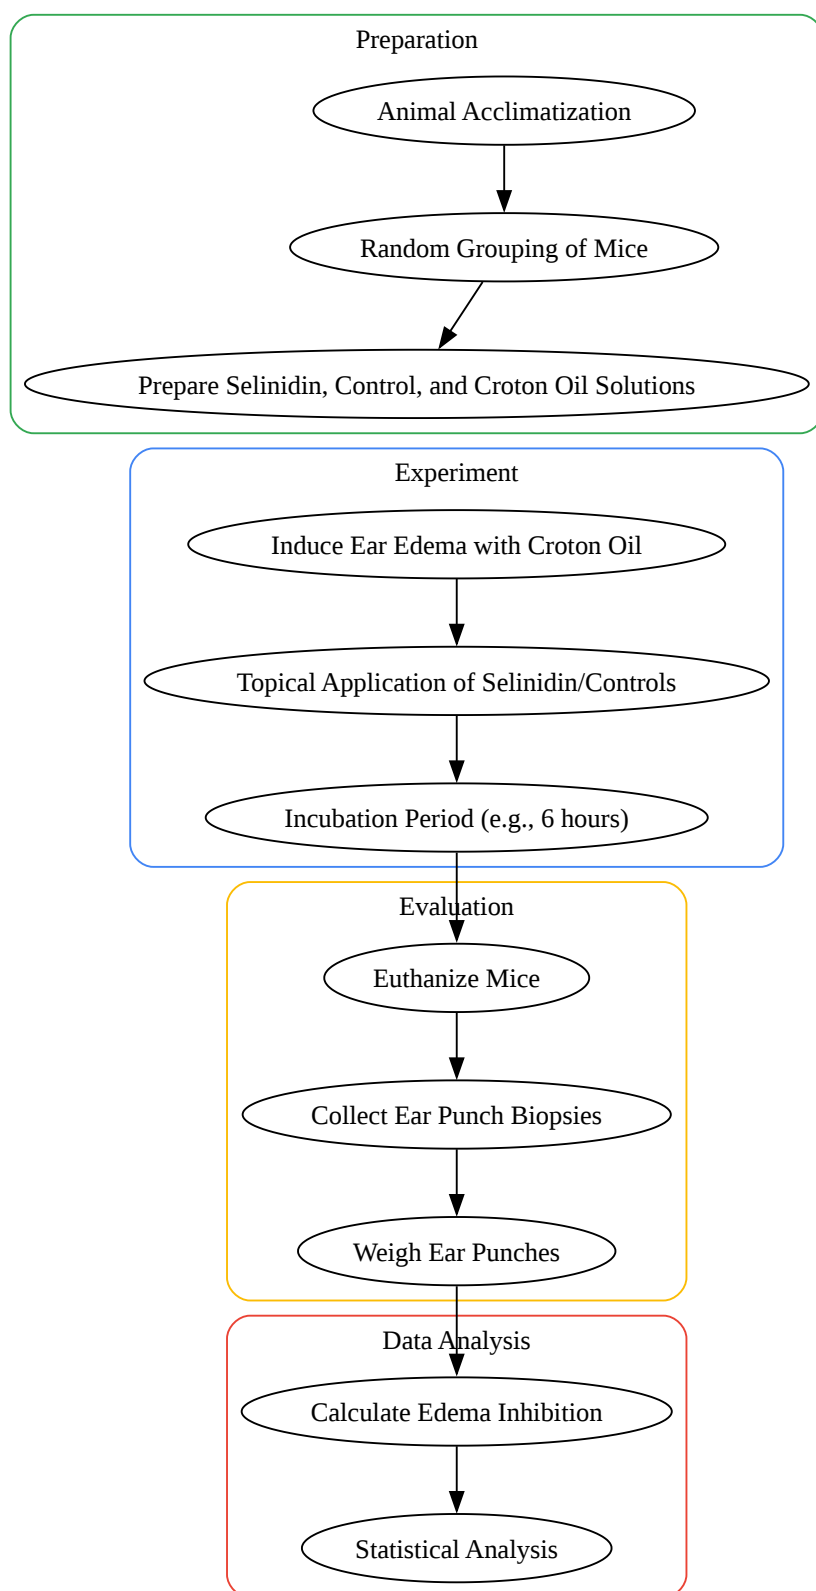 Preparation
Animal Acclimatization
Random Grouping of Mice
Prepare Selinidin, Control, and Croton Oil Solutions
Experiment
Induce Ear Edema with Croton Oil
Topical Application of Selinidin/Controls
Incubation Period (e.g., 6 hours)
Evaluation
Euthanize Mice
Collect Ear Punch Biopsies
Weigh Ear Punches
Data Analysis
Calculate Edema Inhibition
Statistical Analysis